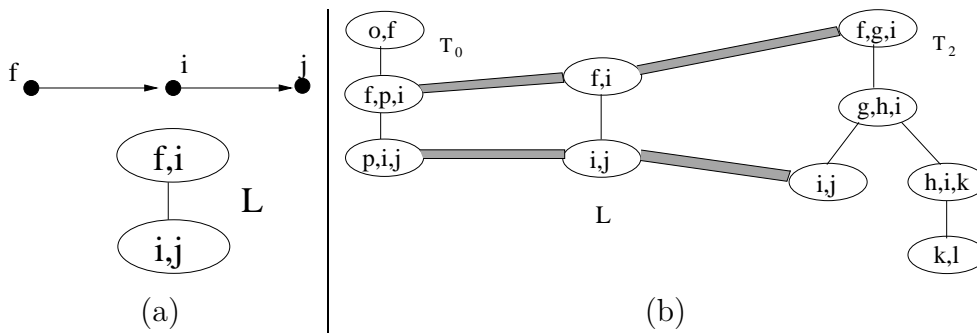 f
i
j
f,i
L
i,j
(a)
o,f
T0
f,p,i
p,i,j
f,i
i,j
L
f,g,i
T2
g,h,i
i,j
h,i,k
k,l
(b)